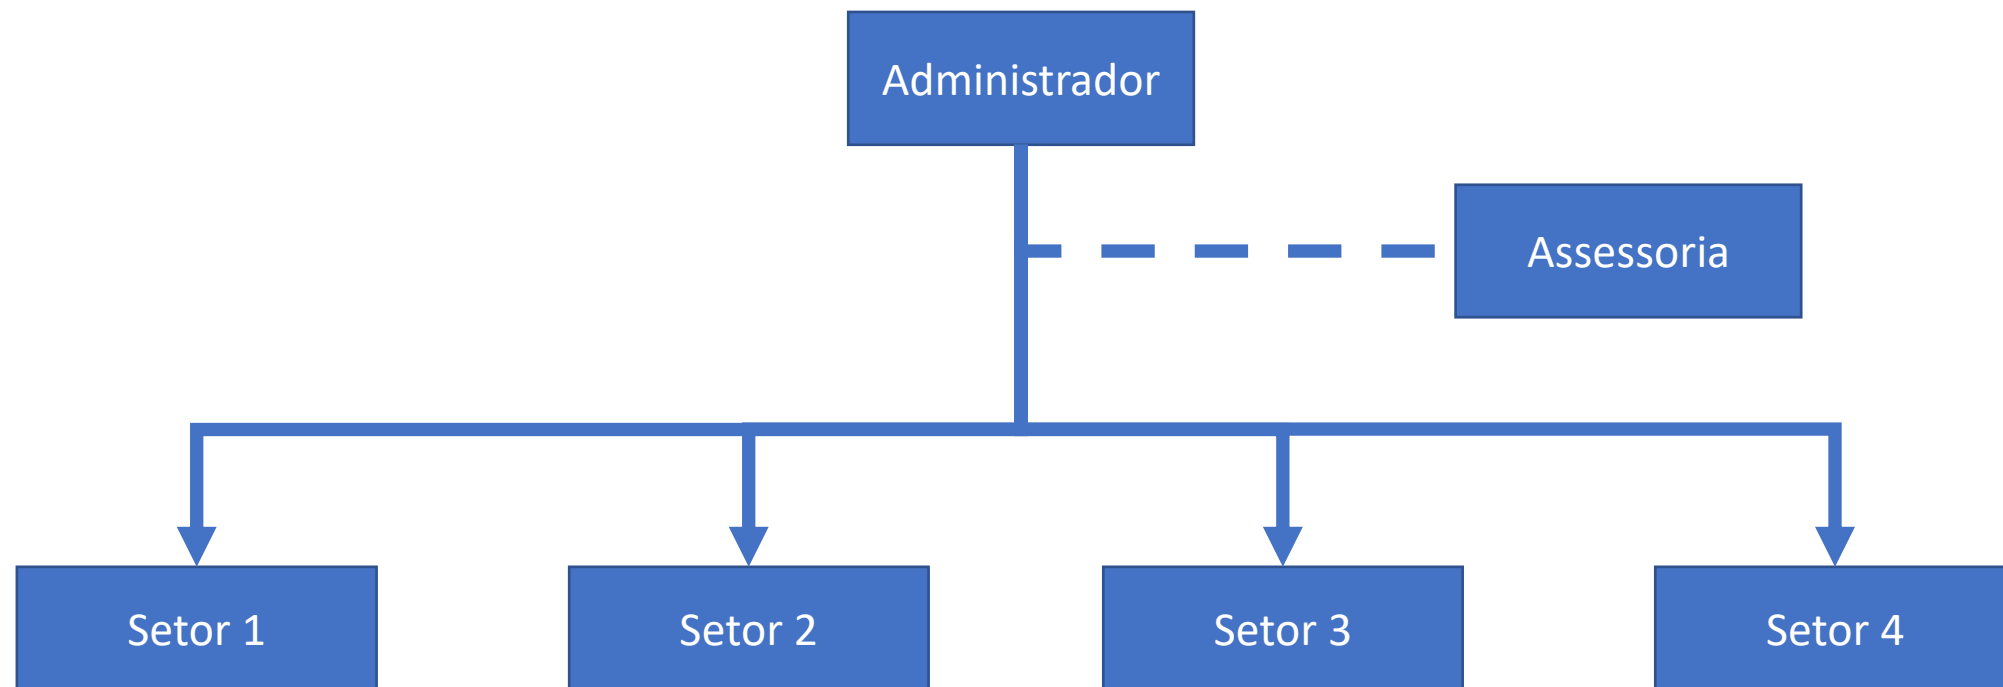 Administrador
Assessoria
Setor 1
Setor 2
Setor 3
Setor 4